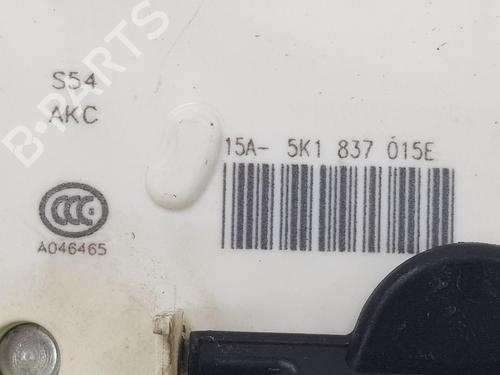 B-PARTS
S54
AKC
15A- 5K1 837 015E
CCC
A046465